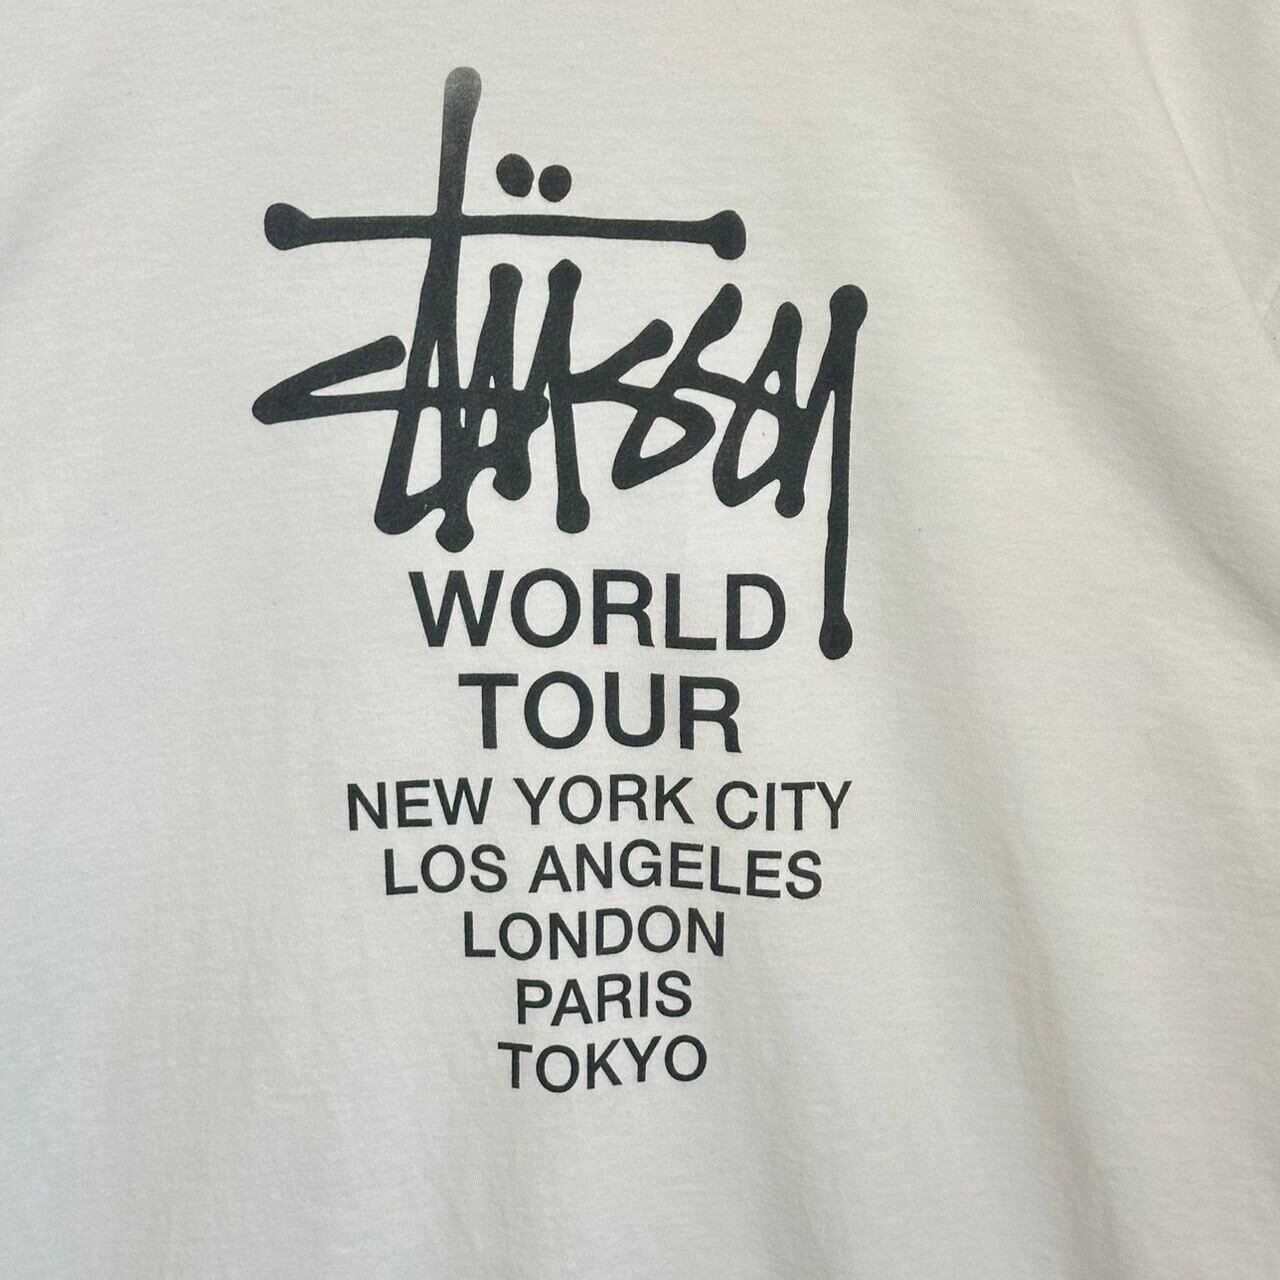 Stüssy
WORLD
TOUR
NEW YORK CITY
LOS ANGELES
LONDON
PARIS
TOKYO